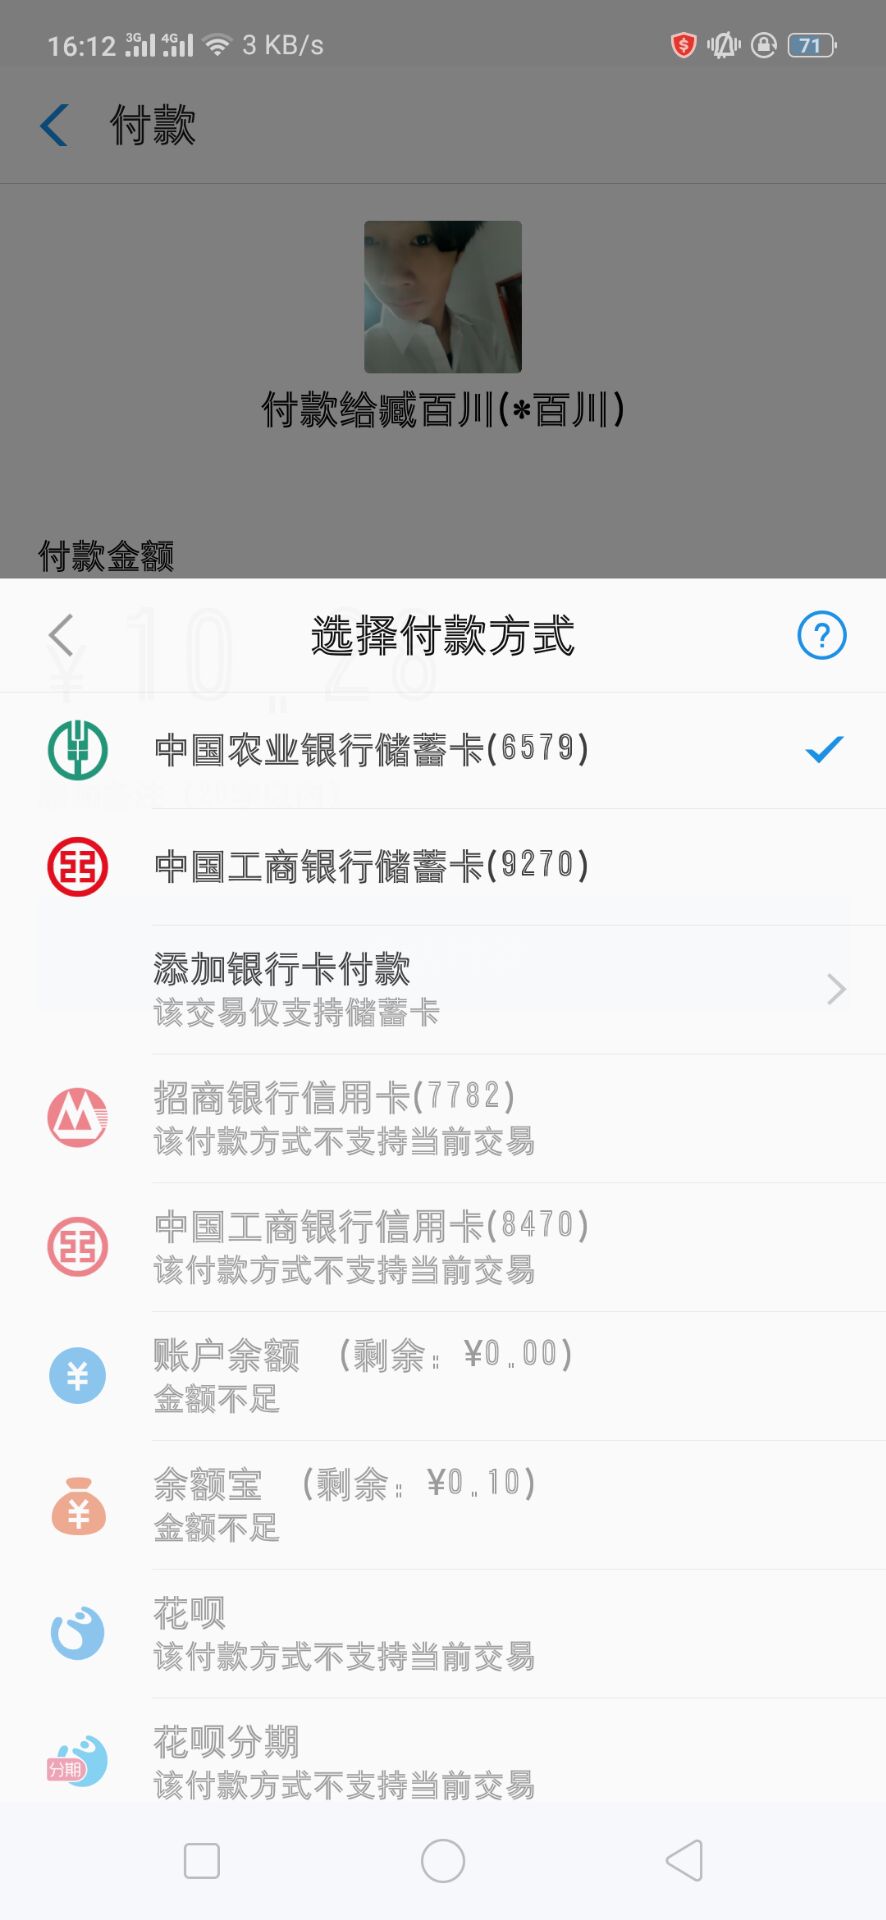 16:12 3G 4G 3 KB/s 71
付款
付款给臧百川(*百川)
付款金额
¥10.28
选择付款方式
?
中国农业银行储蓄卡(6579)
中国工商银行储蓄卡(9270)
添加银行卡付款
该交易仅支持储蓄卡
招商银行信用卡(7782)
该付款方式不支持当前交易
中国工商银行信用卡(8470)
该付款方式不支持当前交易
账户余额 (剩余: ¥0.00)
金额不足
余额宝 (剩余: ¥0.10)
金额不足
花呗
该付款方式不支持当前交易
花呗分期
分期
该付款方式不支持当前交易